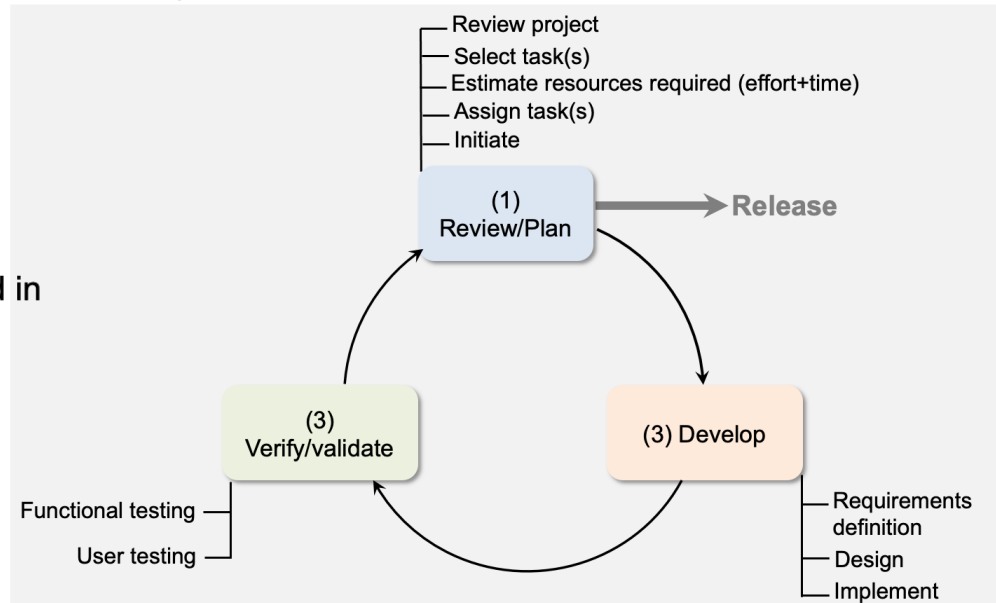 Review project
Select task(s)
Estimate resources required (effort+time)
Assign task(s)
Initiate
(1)
Review/Plan
Release
in
(3)
Verify/validate
(3) Develop
Functional testing
User testing
Requirements
definition
Design
Implement